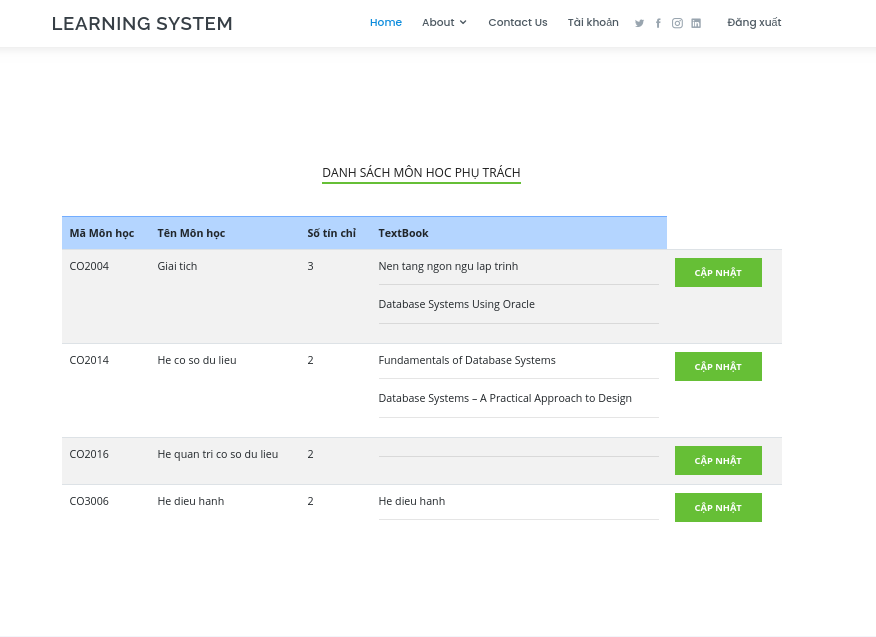 LEARNING SYSTEM
Home About Contact Us Tài khoản Đăng xuất
DANH SÁCH MÔN HOC PHỤ TRÁCH
Mã Môn học Tên Môn học Số tín chỉ TextBook
CO2004 Giai tich 3 Nen tang ngon ngu lap trinh CẬP NHẬT
Database Systems Using Oracle
CO2014 He co so du lieu 2 Fundamentals of Database Systems CẬP NHẬT
Database Systems – A Practical Approach to Design
CO2016 He quan tri co so du lieu 2 CẬP NHẬT
CO3006 He dieu hanh 2 He dieu hanh CẬP NHẬT